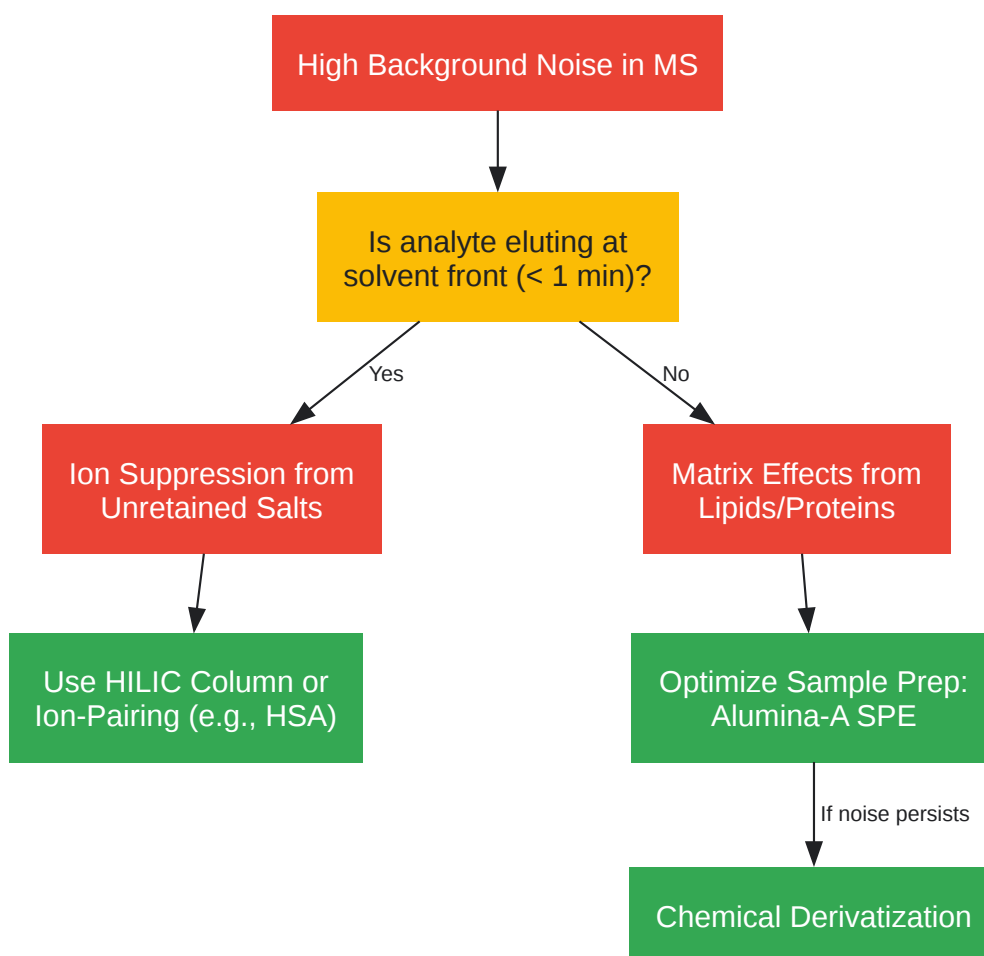 High Background Noise in MS
Is analyte eluting at
solvent front (< 1 min)?
Yes
No
Ion Suppression from
Unretained Salts
Matrix Effects from
Lipids/Proteins
Use HILIC Column or
Ion-Pairing (e.g., HSA)
Optimize Sample Prep:
Alumina-A SPE
If noise persists
Chemical Derivatization